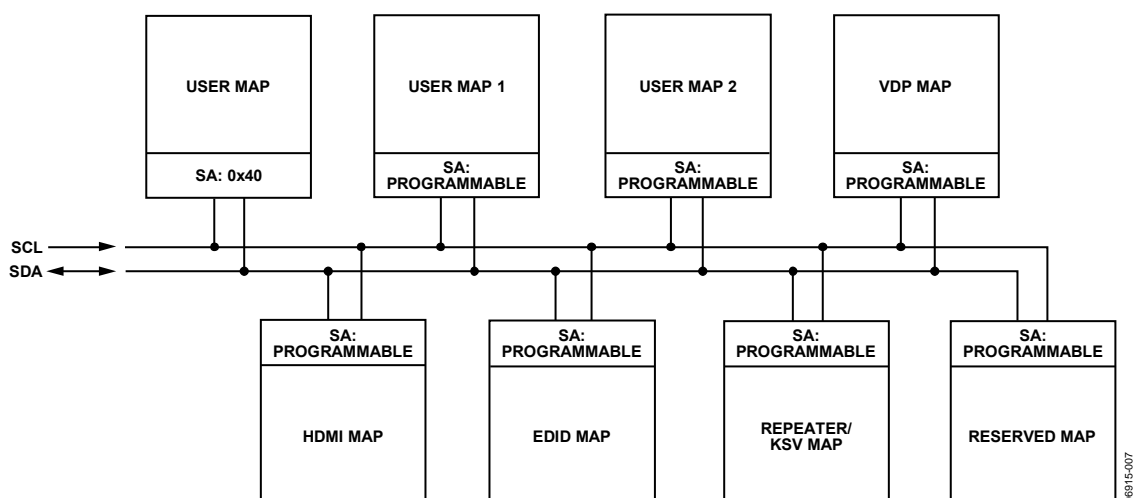 USER MAP
USER MAP 1
USER MAP 2
VDP MAP
SA: 0x40
SA:
PROGRAMMABLE
SA:
PROGRAMMABLE
SA:
PROGRAMMABLE
SCL
SDA
SA:
PROGRAMMABLE
SA:
PROGRAMMABLE
SA:
PROGRAMMABLE
SA:
PROGRAMMABLE
HDMI MAP
EDID MAP
REPEATER/
KSV MAP
RESERVED MAP
06915-007